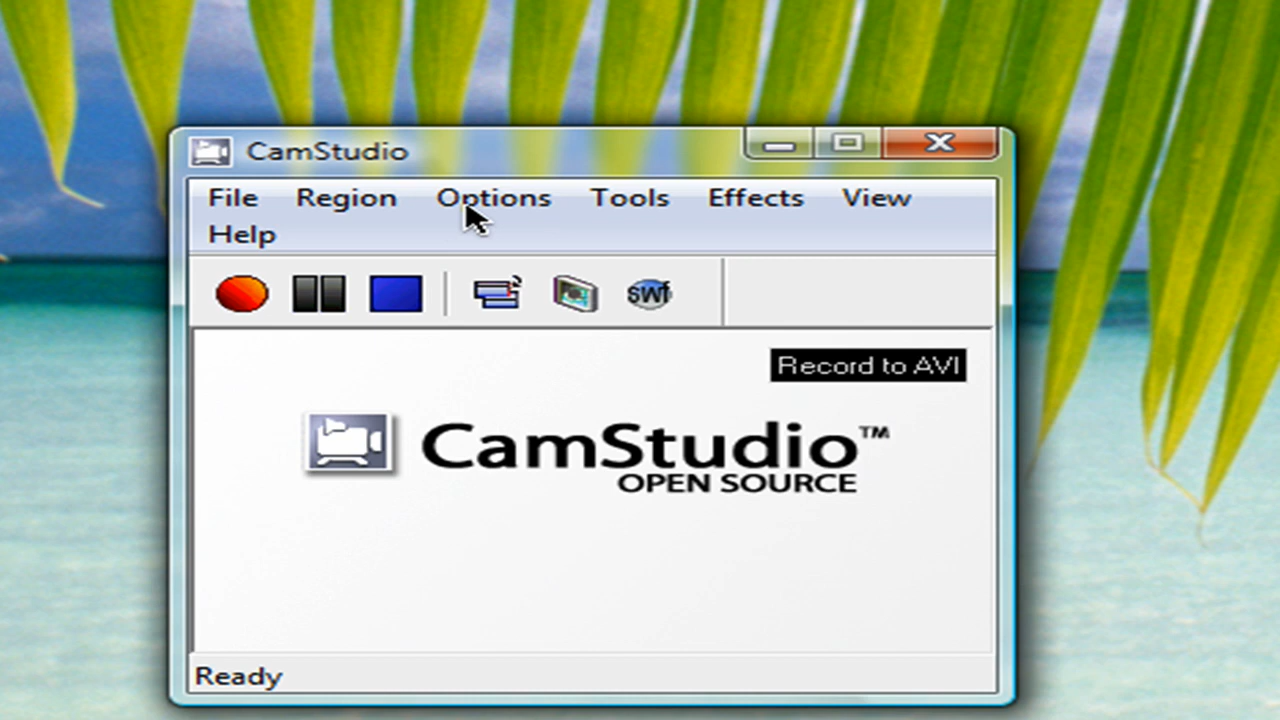 CamStudio
File Region Options Tools Effects View
Help
swf
Record to AVI
CamStudio™
OPEN SOURCE
Ready